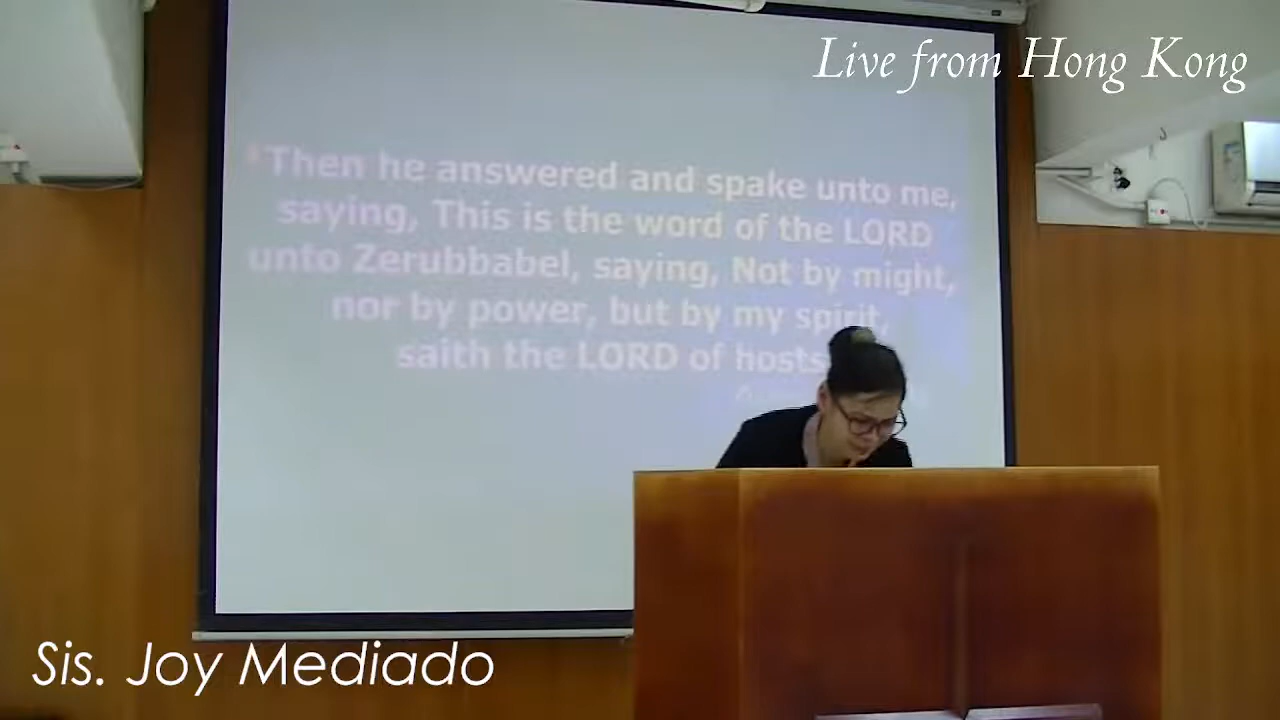 Live from Hong Kong
Then he answered and spake unto me,
saying, This is the word of the LORD
unto Zerubbabel, saying, Not by might,
nor by power, but by my spirit,
saith the LORD of hosts
Sis. Joy Mediado